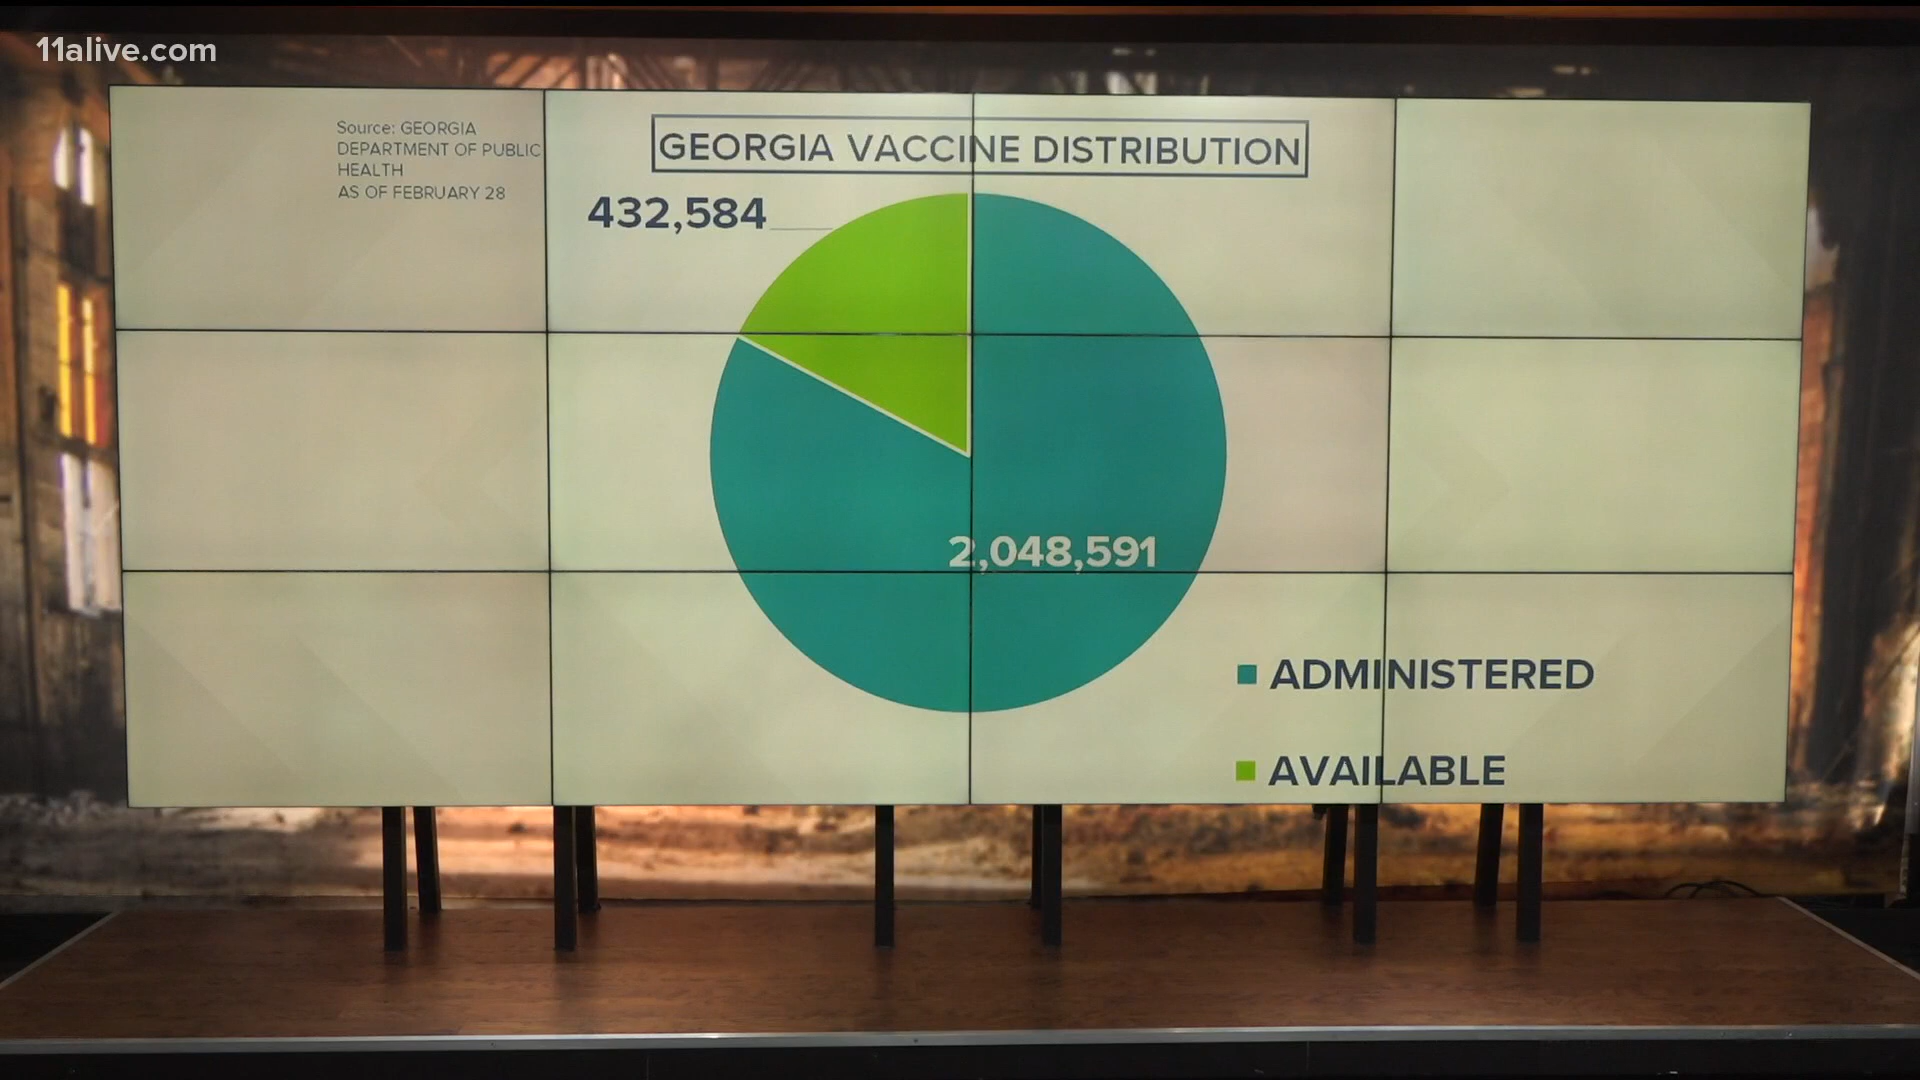 11alive.com
Source: GEORGIA
DEPARTMENT OF PUBLIC
HEALTH
AS OF FEBRUARY 28
GEORGIA VACCINE DISTRIBUTION
432,584
2,048,591
ADMINISTERED
AVAILABLE